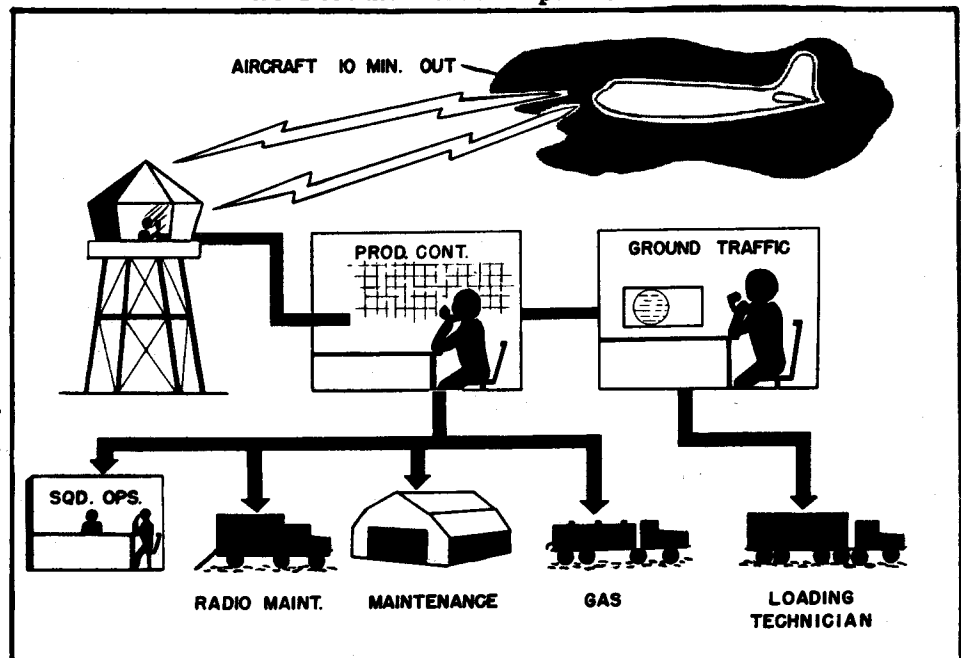 AIRCRAFT 10 MIN. OUT
PROD. CONT.
GROUND TRAFFIC
SQD. OPS.
RADIO MAINT.
MAINTENANCE
GAS
LOADING
TECHNICIAN